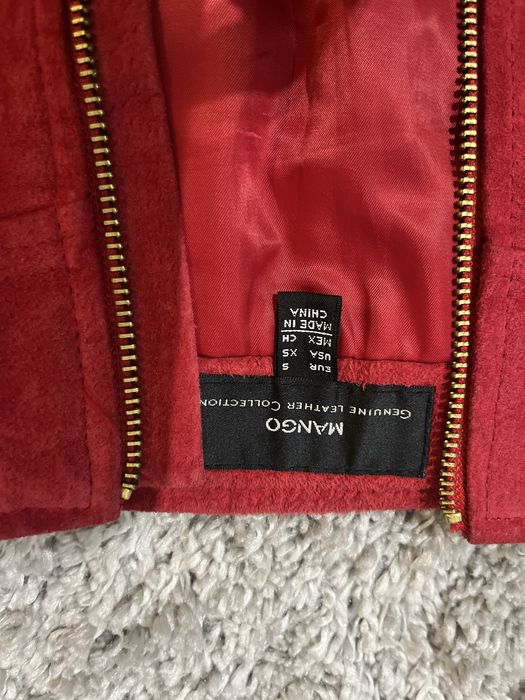 MANGO
GENUINE LEATHER COLLECTION
EUR S
USA XS
MEX CH
MADE IN
CHINA